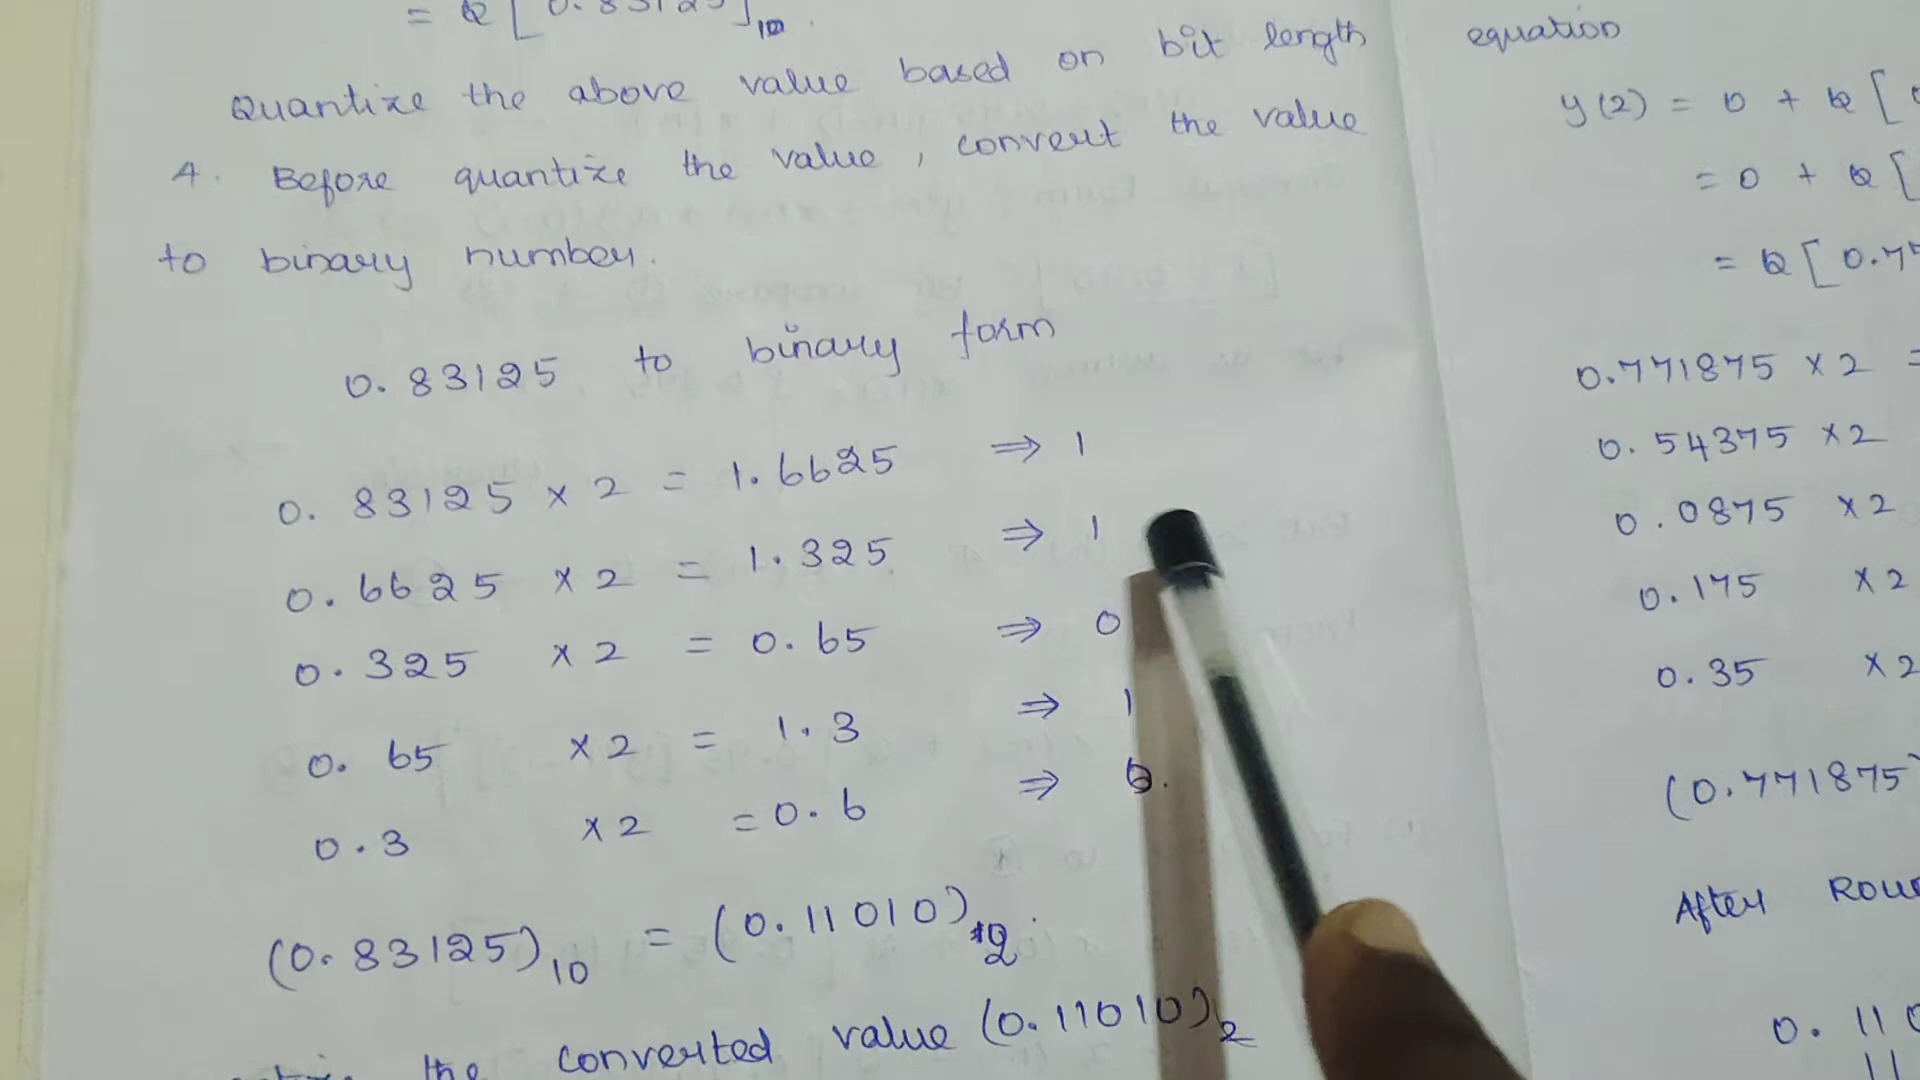 = Q [0.83125]10.
Quantize the above value based on bit length
4. Before quantize the value, convert the value
to binary number.
0.83125 to binary form
0.83125 × 2 = 1.6625 ⇒ 1
0.6625 × 2 = 1.325 ⇒ 1
0.325 × 2 = 0.65 ⇒ 0
0.65 × 2 = 1.3 ⇒ 1
0.3 × 2 = 0.6 ⇒ 0.
(0.83125)10 = (0.11010)2.
the converted value (0.11010)2
equation
y(2) = 0 + Q [
= 0 + Q [
= Q [ 0.77
0.771875 × 2 =
0.54375 × 2
0.0875 × 2
0.175 × 2
0.35 × 2
(0.771875)
After Rou
0.110
11